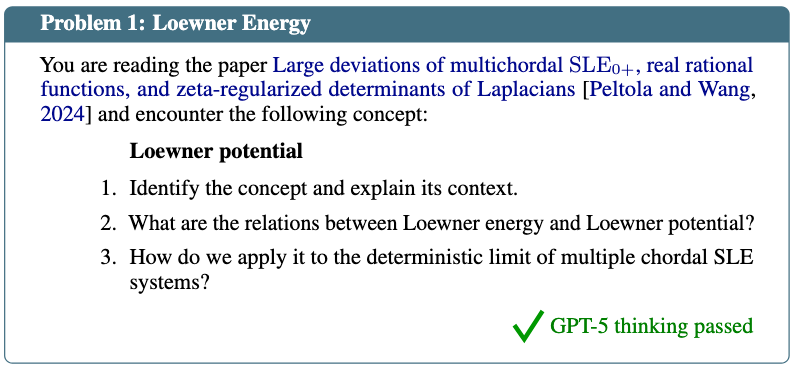 Problem 1: Loewner Energy
You are reading the paper Large deviations of multichordal SLE₀₊, real rational
functions, and zeta-regularized determinants of Laplacians [Peltola and Wang,
2024] and encounter the following concept:
Loewner potential
1. Identify the concept and explain its context.
2. What are the relations between Loewner energy and Loewner potential?
3. How do we apply it to the deterministic limit of multiple chordal SLE
systems?
✓ GPT-5 thinking passed